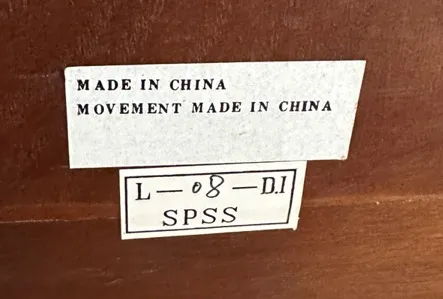 MADE IN CHINA
MOVEMENT MADE IN CHINA
L—08—D.I
SPSS